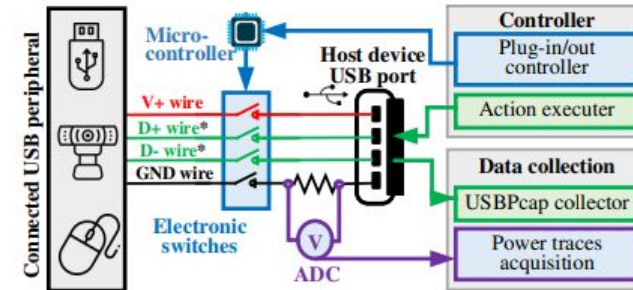 Connected USB peripheral
Micro-
controller
V+ wire
D+ wire*
D- wire*
GND wire
Electronic
switches
Host device
USB port
V
ADC
Controller
Plug-in/out
controller
Action executer
Data collection
USBPcap collector
Power traces
acquisition